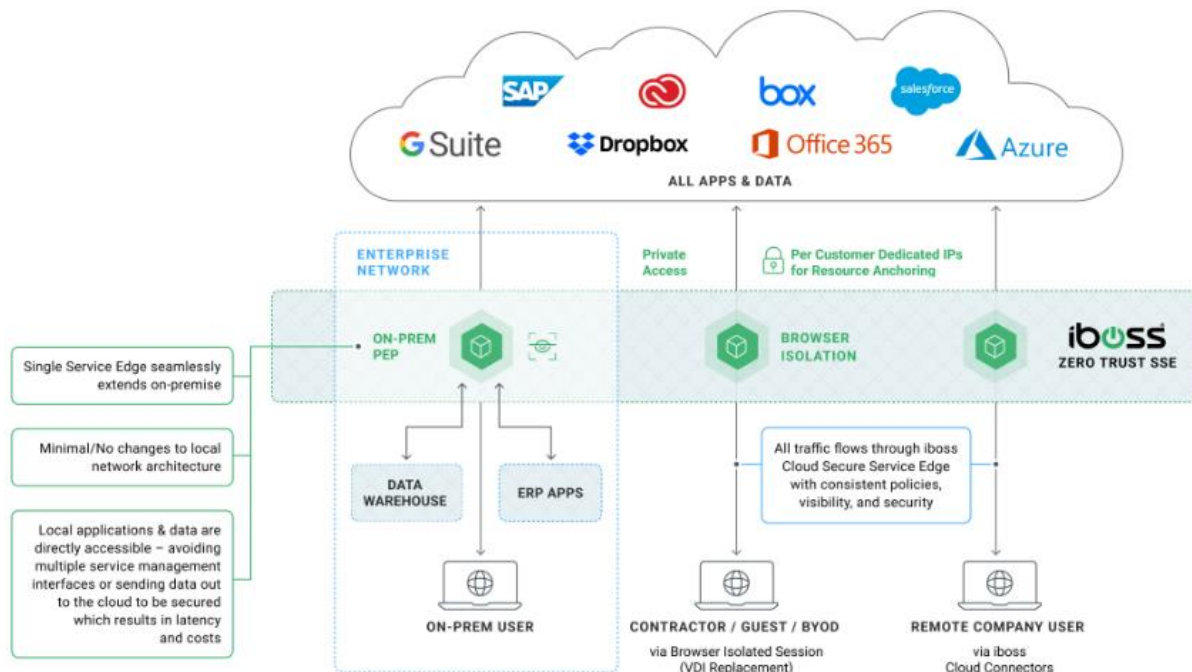 SAP
box
salesforce
G Suite
Dropbox
Office 365
Azure
ALL APPS & DATA
ENTERPRISE
NETWORK
Private
Access
Per Customer Dedicated IPs
for Resource Anchoring
ON-PREM
PEP
BROWSER
ISOLATION
iboss
ZERO TRUST SSE
Single Service Edge seamlessly
extends on-premise
Minimal/No changes to local
network architecture
Local applications & data are
directly accessible – avoiding
multiple service management
interfaces or sending data out
to the cloud to be secured
which results in latency
and costs
DATA
WAREHOUSE
ERP APPS
All traffic flows through iboss
Cloud Secure Service Edge
with consistent policies,
visibility, and security
ON-PREM USER
CONTRACTOR / GUEST / BYOD
via Browser Isolated Session
(VDI Replacement)
REMOTE COMPANY USER
via iboss
Cloud Connectors